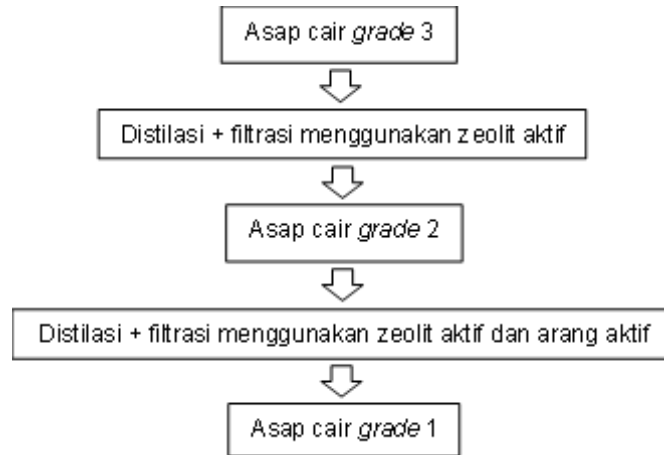 Asap cair grade 3
Distilasi + filtrasi menggunakan zeolit aktif
Asap cair grade 2
Distilasi + filtrasi menggunakan zeolit aktif dan arang aktif
Asap cair grade 1